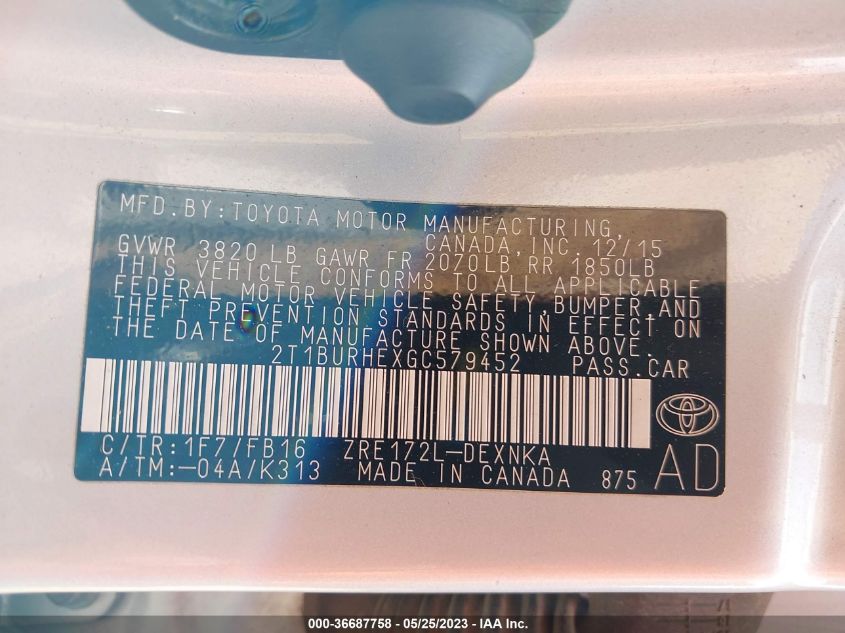 MFD.BY:TOYOTA MOTOR MANUFACTURING,
CANADA,INC. 12/15
GVWR 3820 LB GAWR FR 2070LB RR 1850LB
THIS VEHICLE CONFORMS TO ALL APPLICABLE
FEDERAL MOTOR VEHICLE SAFETY,BUMPER,AND
THEFT PREVENTION STANDARDS IN EFFECT ON
THE DATE OF MANUFACTURE SHOWN ABOVE.
2T1BURHEXGC579452 PASS.CAR
C/TR:1F7/FB16 ZRE172L-DEXNKA
A/TM:-04A/K313 MADE IN CANADA 875 AD
000-36687758 - 05/25/2023 - IAA Inc.